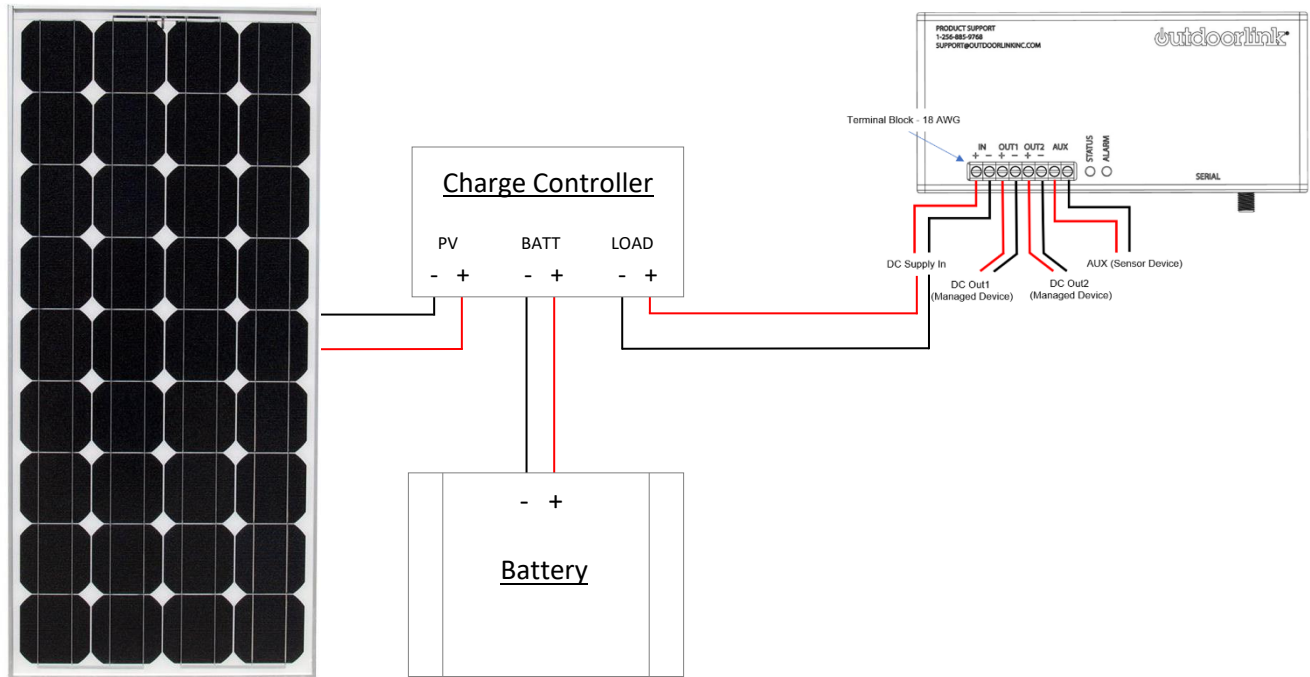 PRODUCT SUPPORT
1-256-885-9768
SUPPORT@OUTDOORLINKINC.COM
outdoorlink
Terminal Block - 18 AWG
IN OUT1 OUT2 AUX
+ - + - + -
STATUS
ALARM
SERIAL
Charge Controller
PV BATT LOAD
- + - + - +
DC Supply In
DC Out1
(Managed Device)
DC Out2
(Managed Device)
AUX (Sensor Device)
- +
Battery